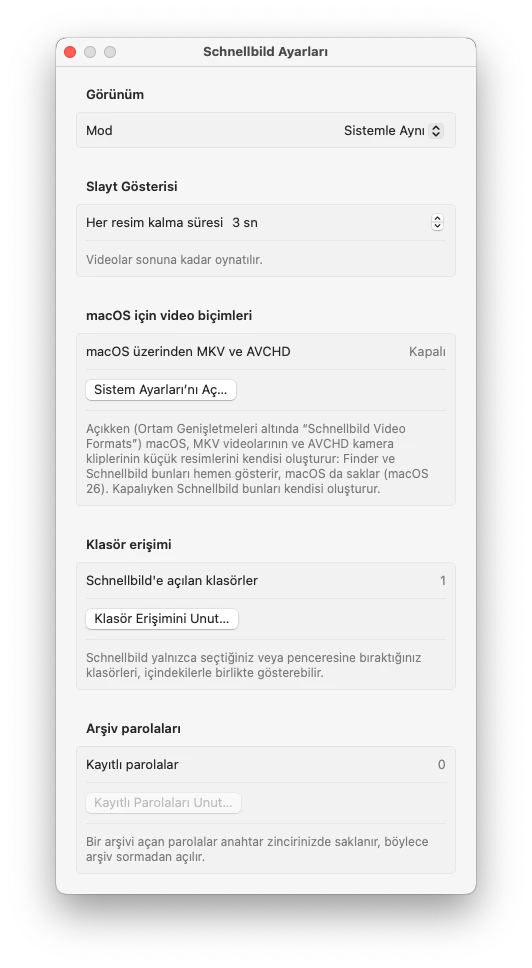 Schnellbild Ayarları
Görünüm
Mod Sistemle Aynı
Slayt Gösterisi
Her resim kalma süresi 3 sn
Videolar sonuna kadar oynatılır.
macOS için video biçimleri
macOS üzerinden MKV ve AVCHD Kapalı
Sistem Ayarları’nı Aç...
Açıkken (Ortam Genişletmeleri altında “Schnellbild Video
Formats”) macOS, MKV videolarının ve AVCHD kamera
kliplerinin küçük resimlerini kendisi oluşturur: Finder ve
Schnellbild bunları hemen gösterir, macOS da saklar (macOS
26). Kapalıyken Schnellbild bunları kendisi oluşturur.
Klasör erişimi
Schnellbild'e açılan klasörler 1
Klasör Erişimini Unut...
Schnellbild yalnızca seçtiğiniz veya penceresine bıraktığınız
klasörleri, içindekilerle birlikte gösterebilir.
Arşiv parolaları
Kayıtlı parolalar 0
Kayıtlı Parolaları Unut...
Bir arşivi açan parolalar anahtar zincirinizde saklanır, böylece
arşiv sormadan açılır.